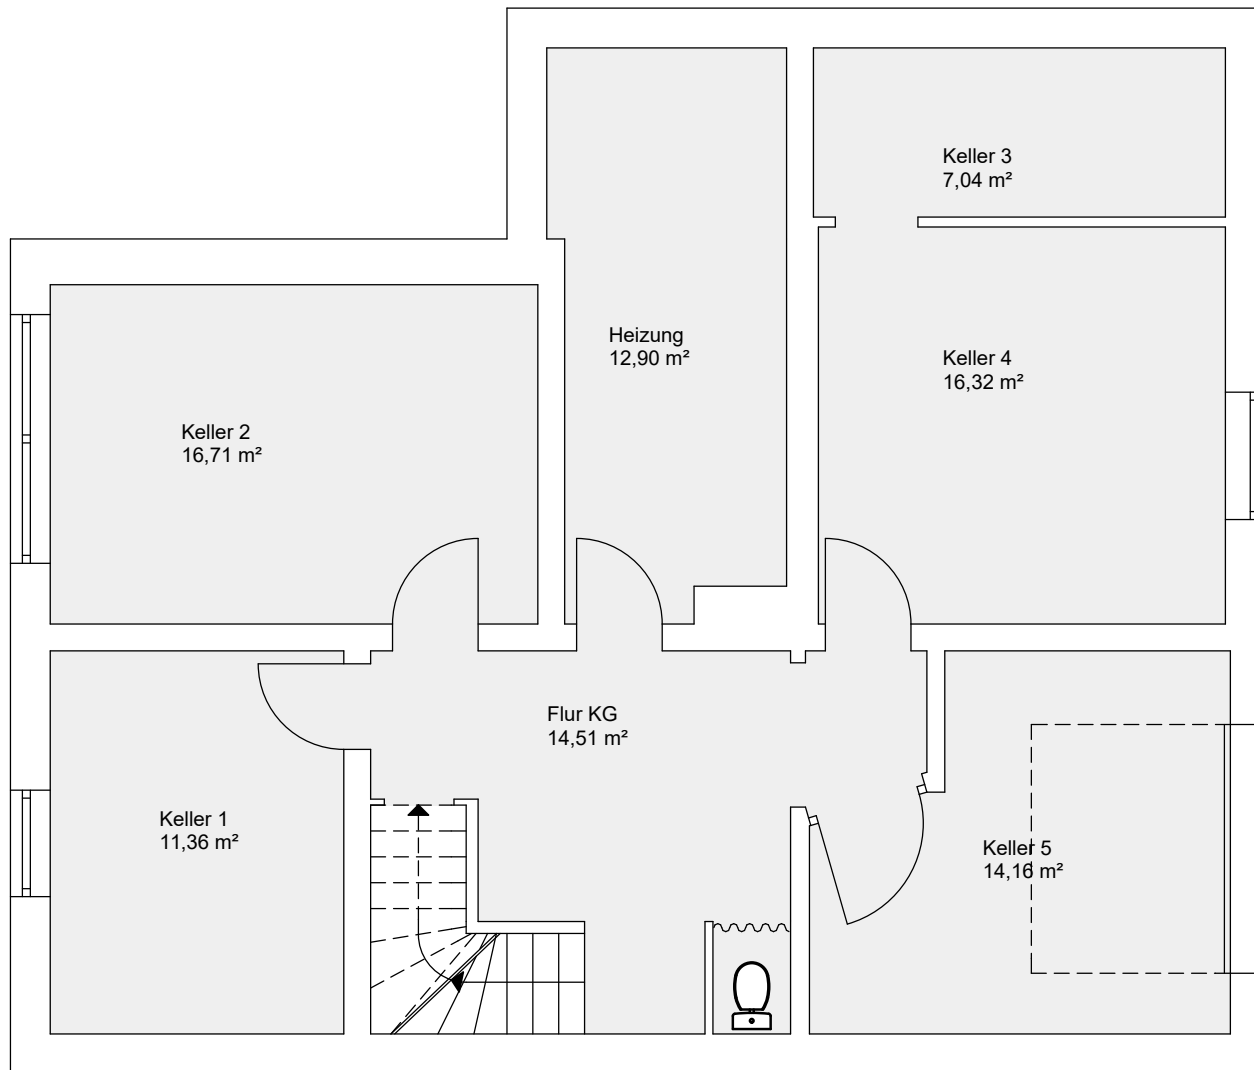 Keller 3
7,04 m²
Heizung
12,90 m²
Keller 4
16,32 m²
Keller 2
16,71 m²
Flur KG
14,51 m²
Keller 1
11,36 m²
Keller 5
14,16 m²